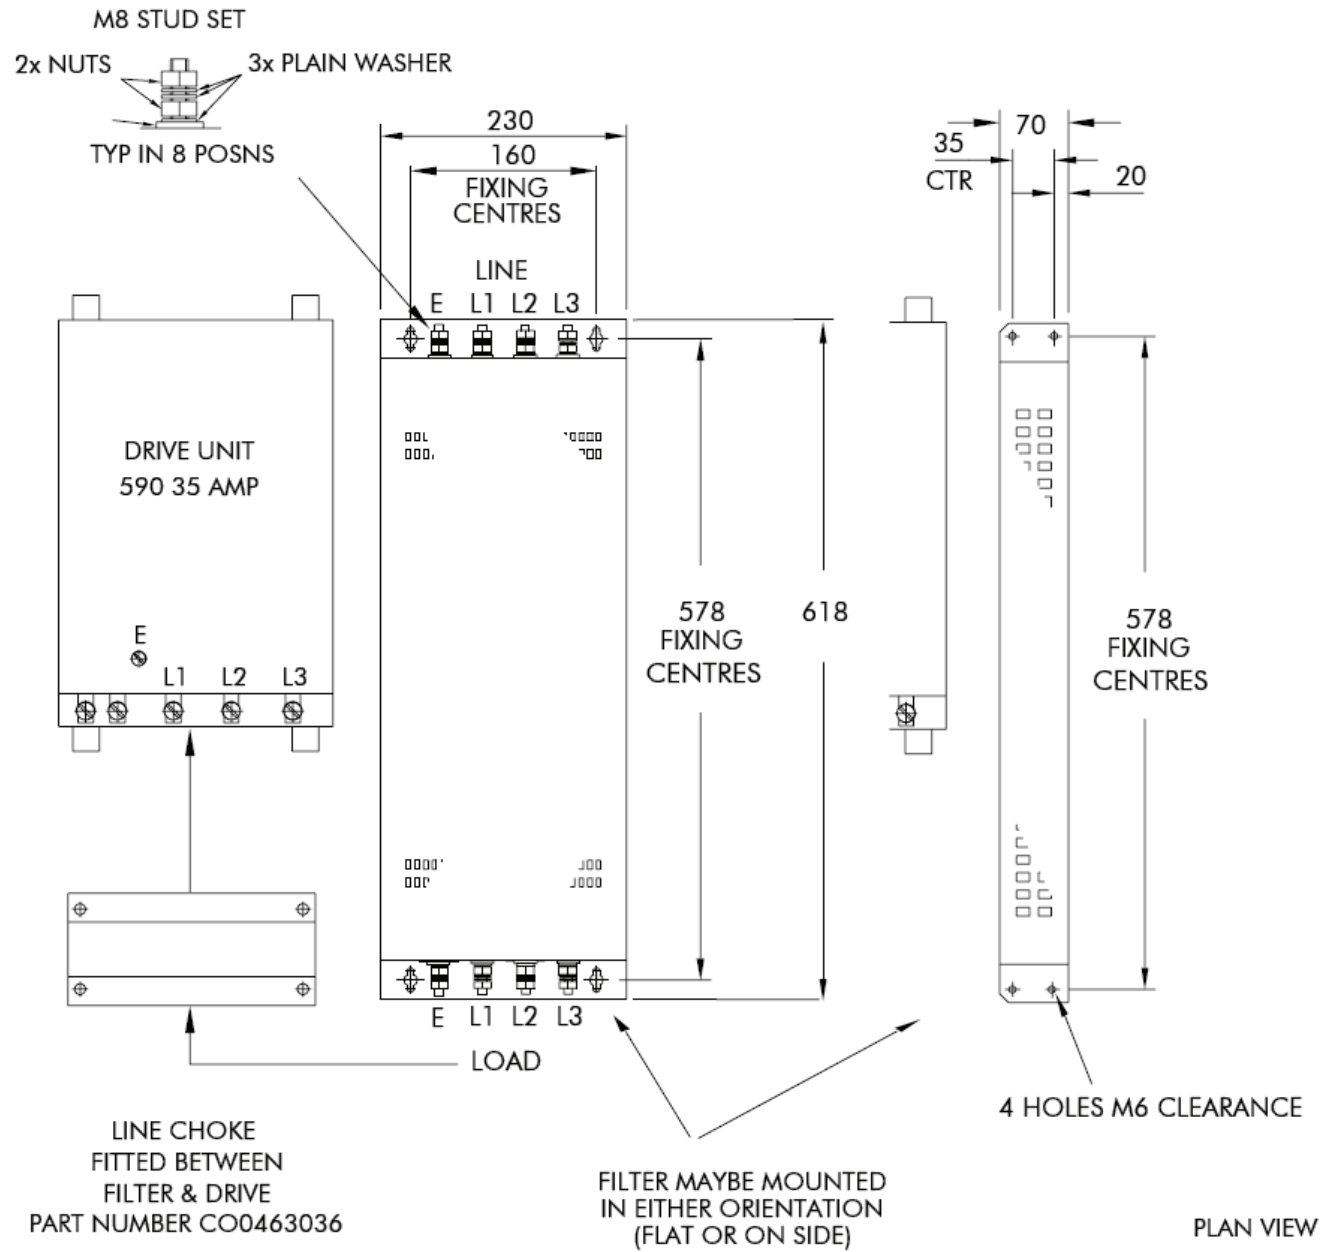 M8 STUD SET
2x NUTS
3x PLAIN WASHER
TYP IN 8 POSNS
230
160
FIXING
CENTRES
LINE
E L1 L2 L3
70
35
CTR
20
DRIVE UNIT
590 35 AMP
E
L1 L2 L3
578
FIXING
CENTRES
618
578
FIXING
CENTRES
E L1 L2 L3
LOAD
4 HOLES M6 CLEARANCE
LINE CHOKE
FITTED BETWEEN
FILTER & DRIVE
PART NUMBER CO0463036
FILTER MAYBE MOUNTED
IN EITHER ORIENTATION
(FLAT OR ON SIDE)
PLAN VIEW